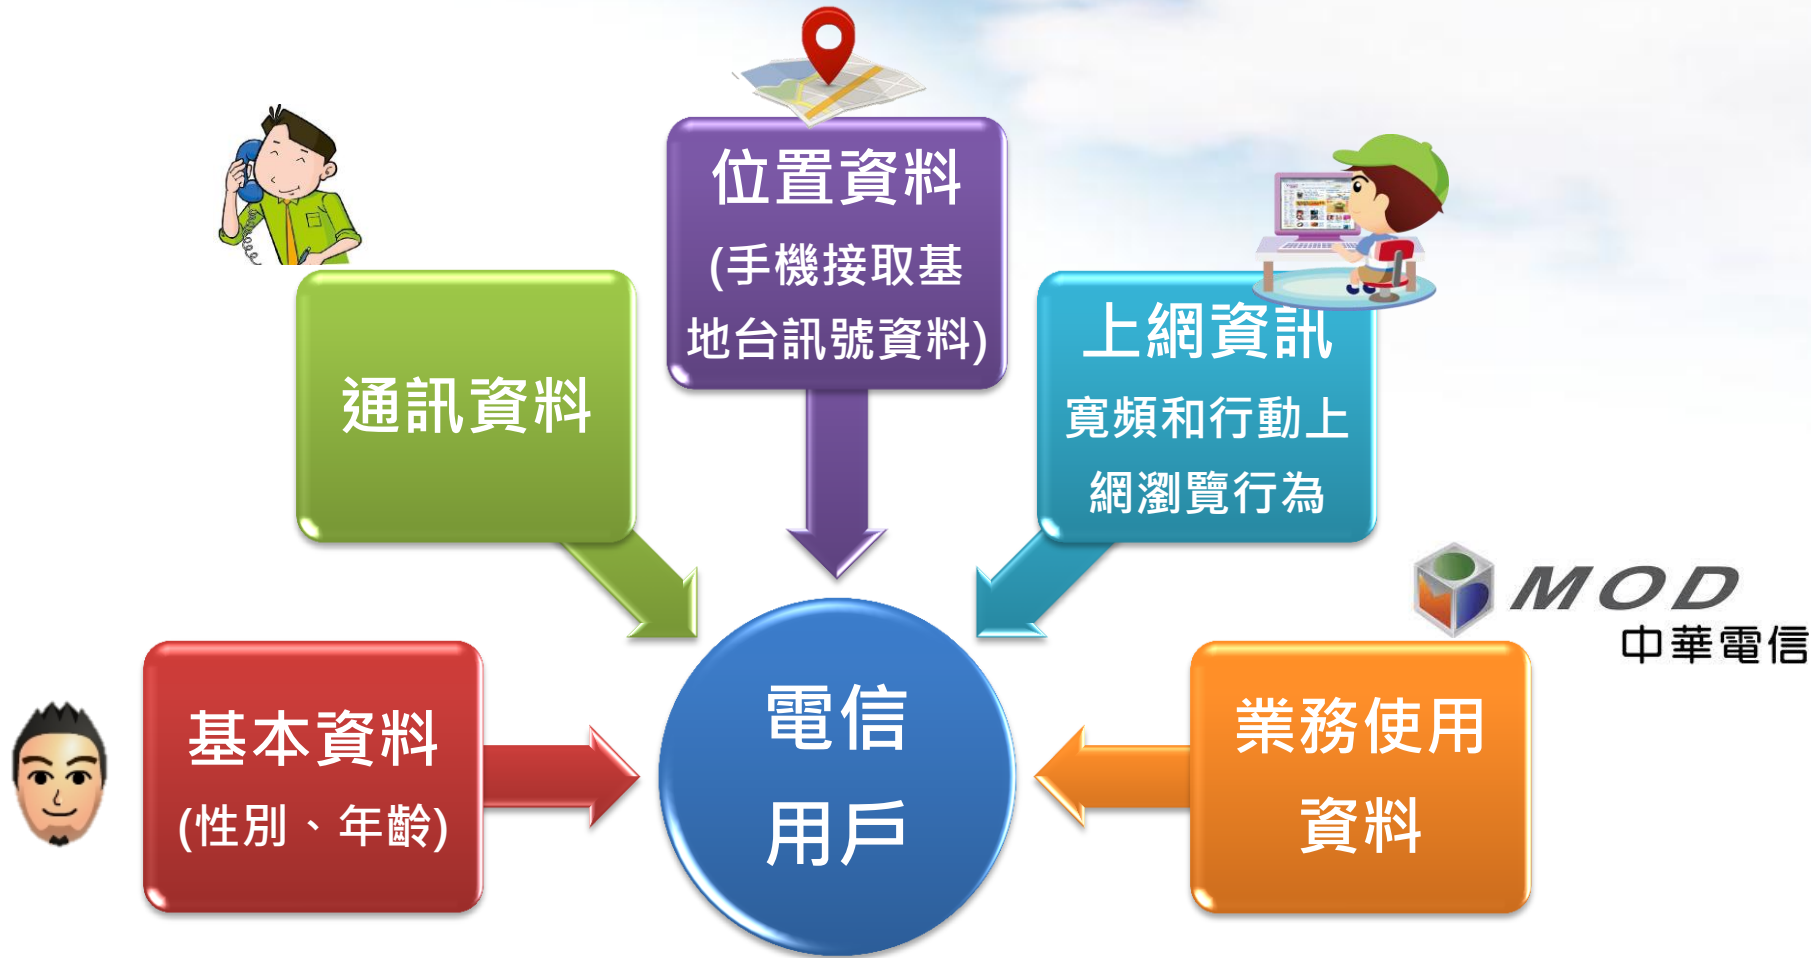 位置資料
(手機接取基
地台訊號資料)
通訊資料
上網資訊
寬頻和行動上
網瀏覽行為
MOD
中華電信
基本資料
(性別、年齡)
電信
用戶
業務使用
資料